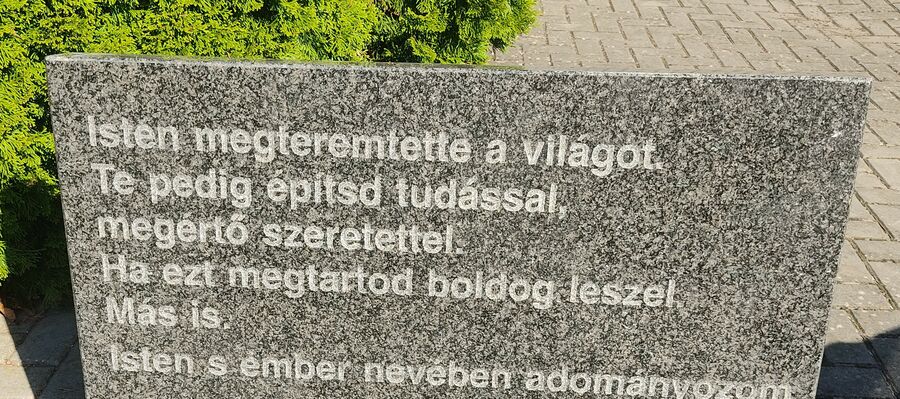 Isten megteremtette a világot.
Te pedig építsd tudással,
megértő szeretettel.
Ha ezt megtartod boldog leszel.
Más is.
Isten s ember nevében adományozom